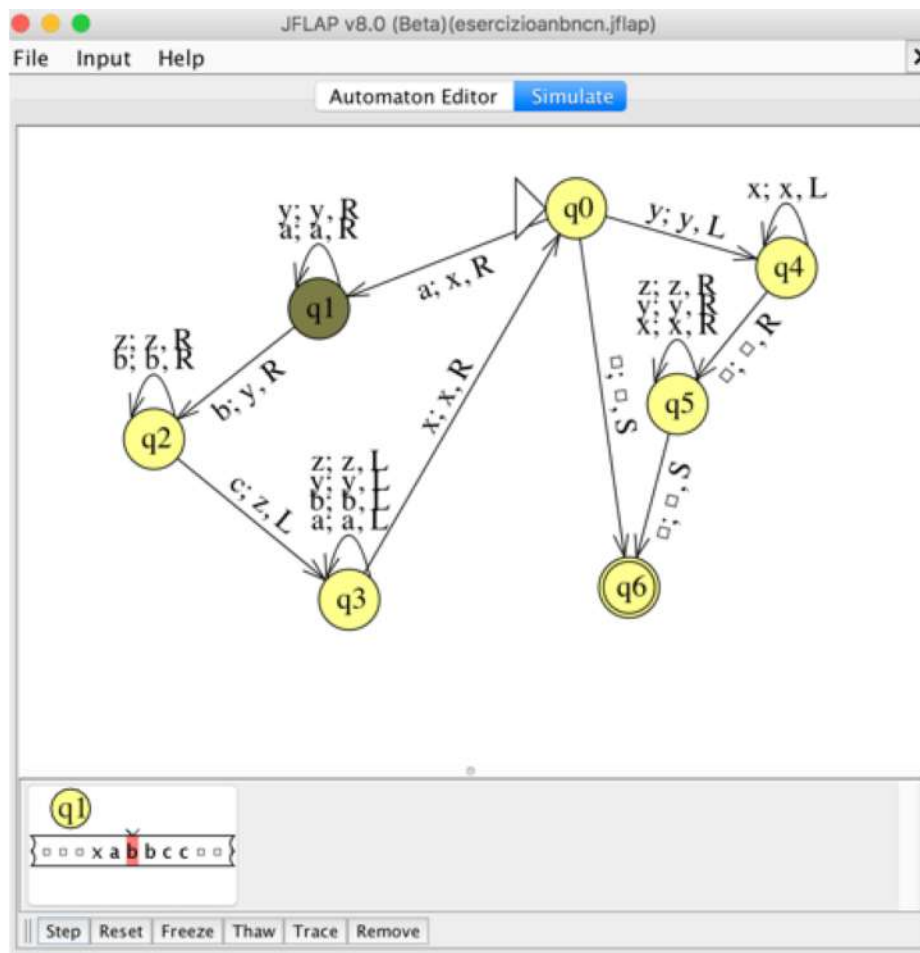 JFLAP v8.0 (Beta)(esercizioanbncn.jflap)
File Input Help X
Automaton Editor Simulate
q0
y; y, L
x; x, L
q4
y; y, R
a; a, R
a; x, R
q1
z; z, R
y; y, R
x; x, R
□; □, R
z; z, R
b; b, R
b; y, R
x; x, R
□; □, S
q5
q2
c; z, L
z; z, L
y; y, L
b; b, L
a; a, L
□; □, S
q3
q6
q1
□ □ □ x a b b c c □ □
Step Reset Freeze Thaw Trace Remove